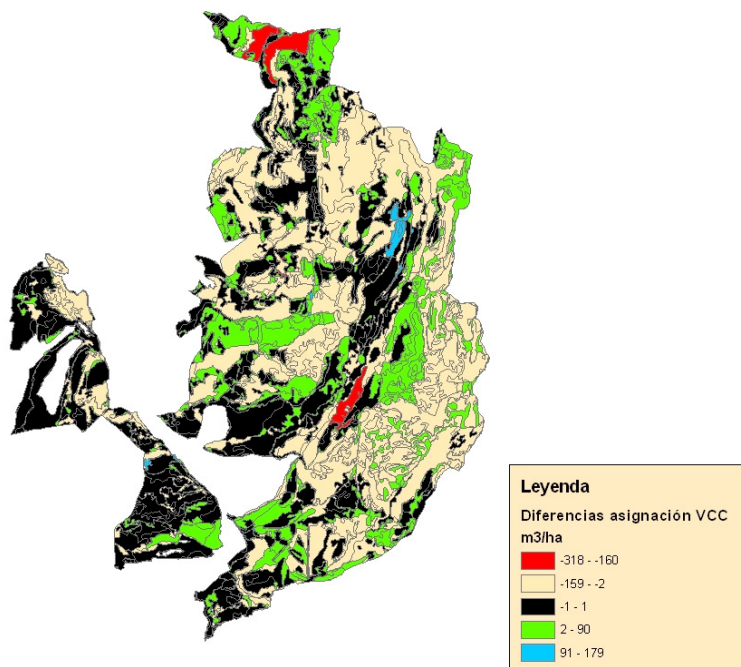 Leyenda
Diferencias asignación VCC
m3/ha
-318 - -160
-159 - -2
-1 - 1
2 - 90
91 - 179